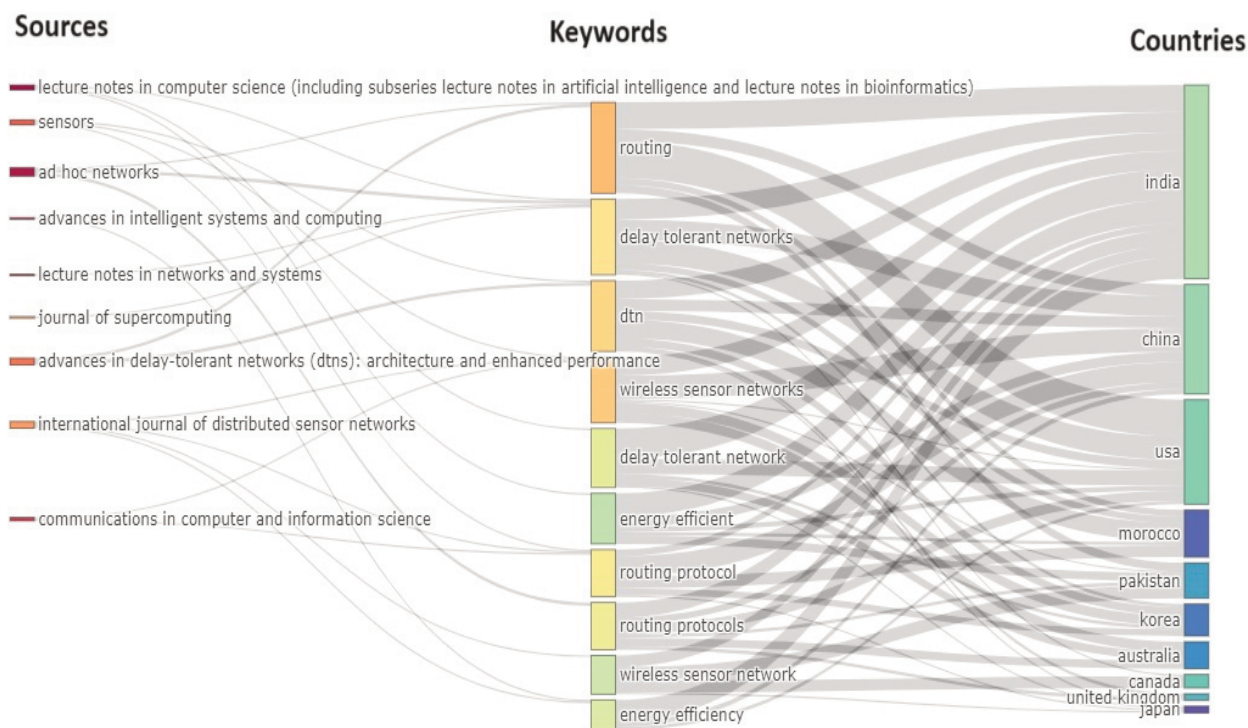 Sources
Keywords
Countries
lecture notes in computer science (including subseries lecture notes in artificial intelligence and lecture notes in bioinformatics)
sensors
ad hoc networks
advances in intelligent systems and computing
lecture notes in networks and systems
journal of supercomputing
advances in delay-tolerant networks (dtns): architecture and enhanced performance
international journal of distributed sensor networks
communications in computer and information science
routing
delay tolerant networks
dtn
wireless sensor networks
delay tolerant network
energy efficient
routing protocol
routing protocols
wireless sensor network
energy efficiency
india
china
usa
morocco
pakistan
korea
australia
canada
united kingdom
japan